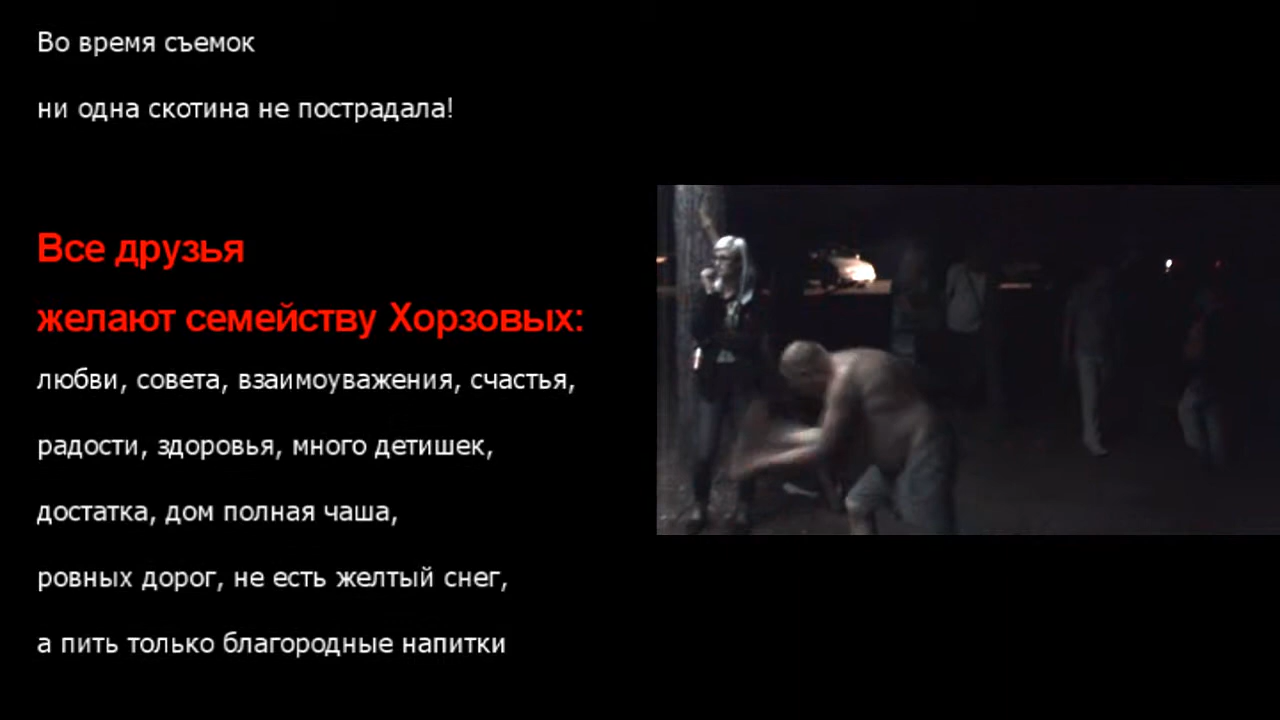 Во время съемок
ни одна скотина не пострадала!
Все друзья
желают семейству Хорзовых:
любви, совета, взаимоуважения, счастья,
радости, здоровья, много детишек,
достатка, дом полная чаша,
ровных дорог, не есть желтый снег,
а пить только благородные напитки